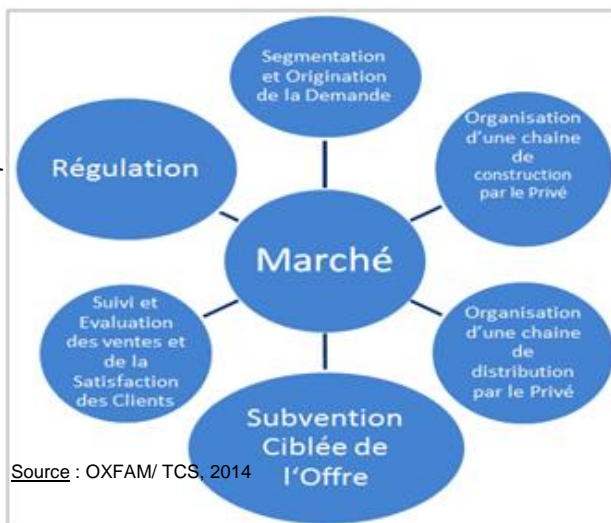 Segmentation
et Origination
de la Demande
Régulation
Organisation
d'une chaine
de
construction
par le Privé
Marché
Suivi et
Evaluation
des ventes et
de la
Satisfaction
des Clients
Organisation
d'une chaine
de
distribution
par le Privé
Subvention
Ciblée de
l'Offre
Source : OXFAM/ TCS, 2014